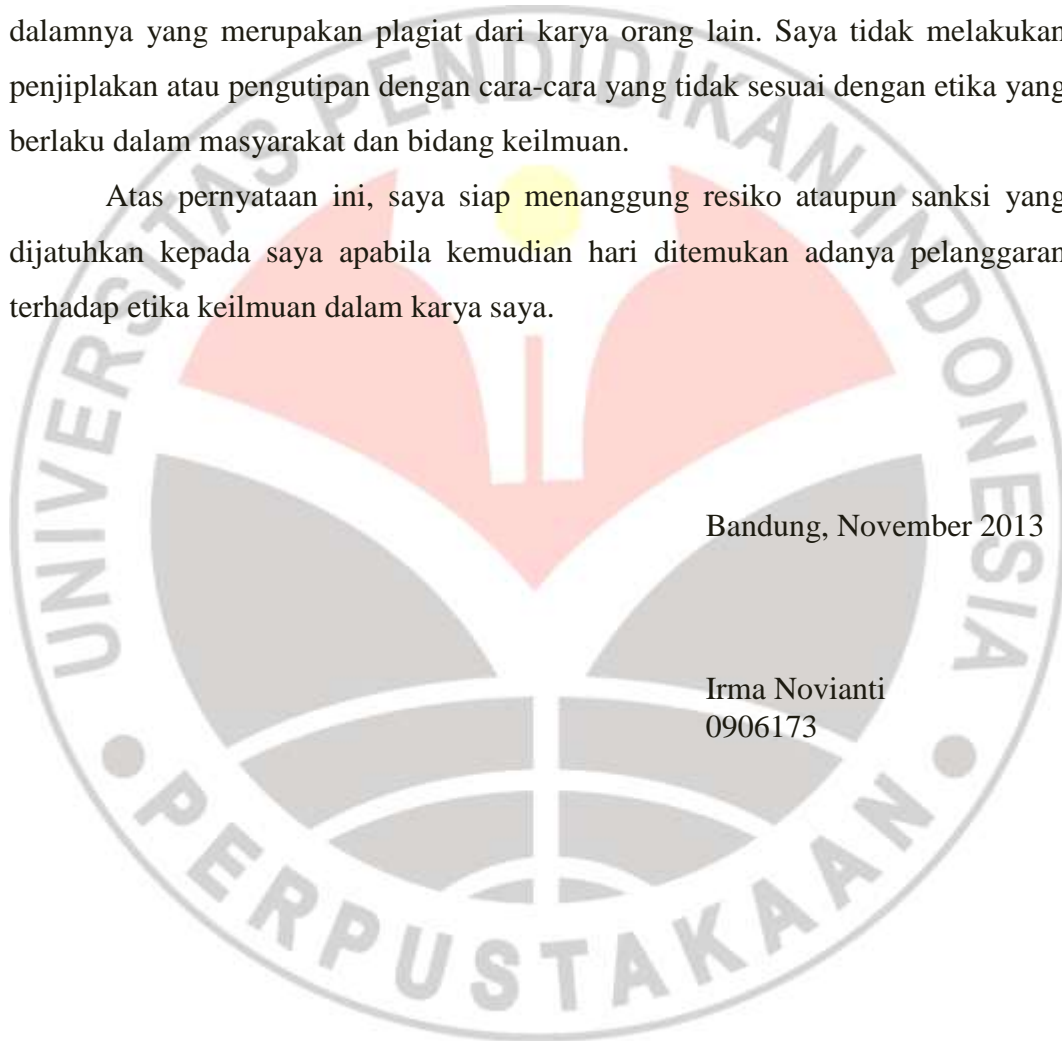 dalamnya yang merupakan plagiat dari karya orang lain. Saya tidak melakukan
penjiplakan atau pengutipan dengan cara-cara yang tidak sesuai dengan etika yang
berlaku dalam masyarakat dan bidang keilmuan.
Atas pernyataan ini, saya siap menanggung resiko ataupun sanksi yang
dijatuhkan kepada saya apabila kemudian hari ditemukan adanya pelanggaran
terhadap etika keilmuan dalam karya saya.
Bandung, November 2013
Irma Novianti
0906173
UNIVERSITAS PENDIDIKAN INDONESIA
PERPUSTAKAAN